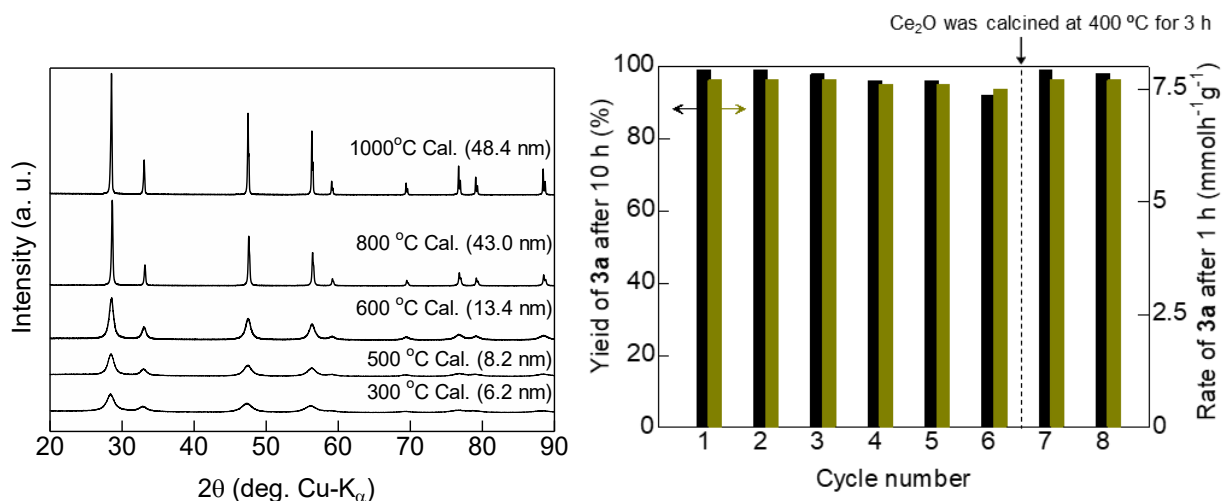 Intensity (a. u.)
1000°C Cal. (48.4 nm)
800 °C Cal. (43.0 nm)
600 °C Cal. (13.4 nm)
500 °C Cal. (8.2 nm)
300 °C Cal. (6.2 nm)
20 30 40 50 60 70 80 90
2θ (deg. Cu-Kα)
Ce₂O was calcined at 400 ºC for 3 h
Yieid of 3a after 10 h (%)
100
80
60
40
20
0
7.5
5
2.5
0
Rate of 3a after 1 h (mmolh⁻¹g⁻¹)
1 2 3 4 5 6 7 8
Cycle number